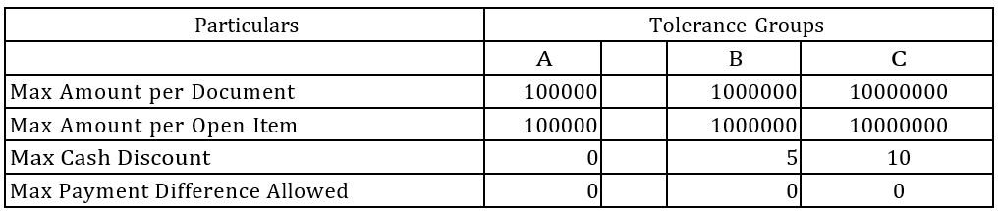 Particulars Tolerance Groups
A B C
Max Amount per Document 100000 1000000 10000000
Max Amount per Open Item 100000 1000000 10000000
Max Cash Discount 0 5 10
Max Payment Difference Allowed 0 0 0